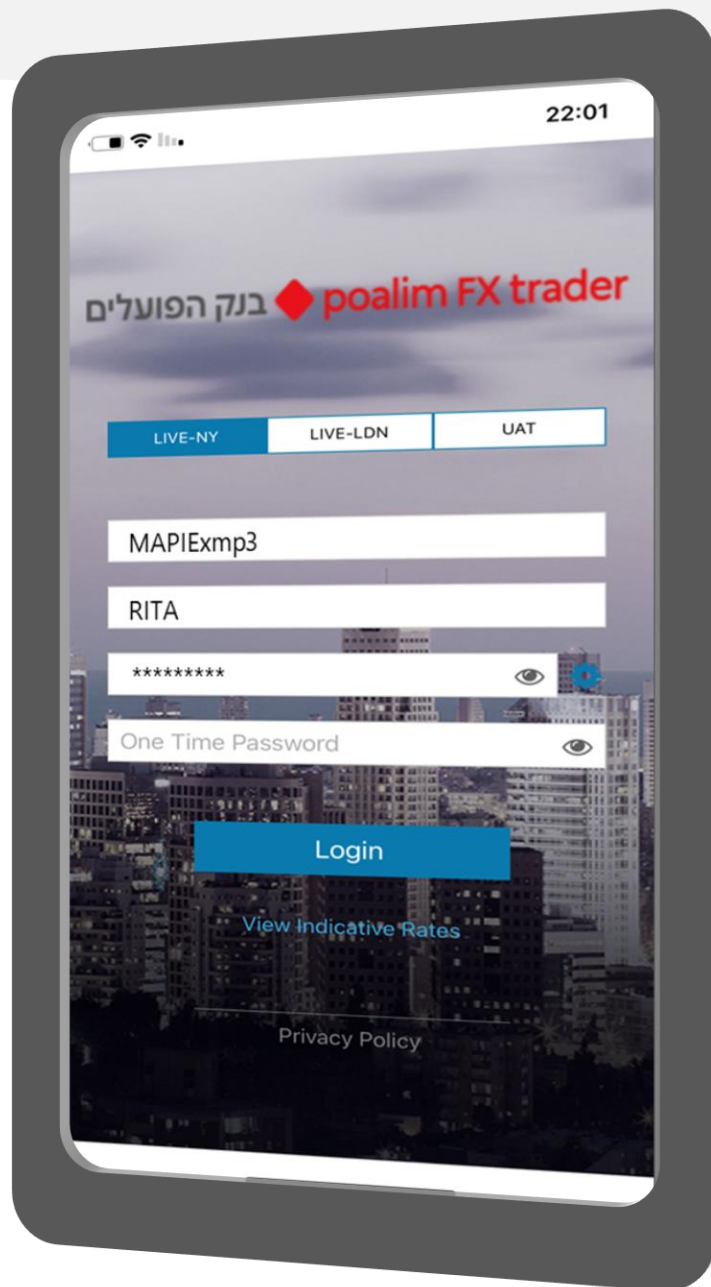 22:01
בנק הפועלים poalim FX trader
LIVE-NY LIVE-LDN UAT
MAPIExmp3
RITA
*********
One Time Password
Login
View Indicative Rates
Privacy Policy